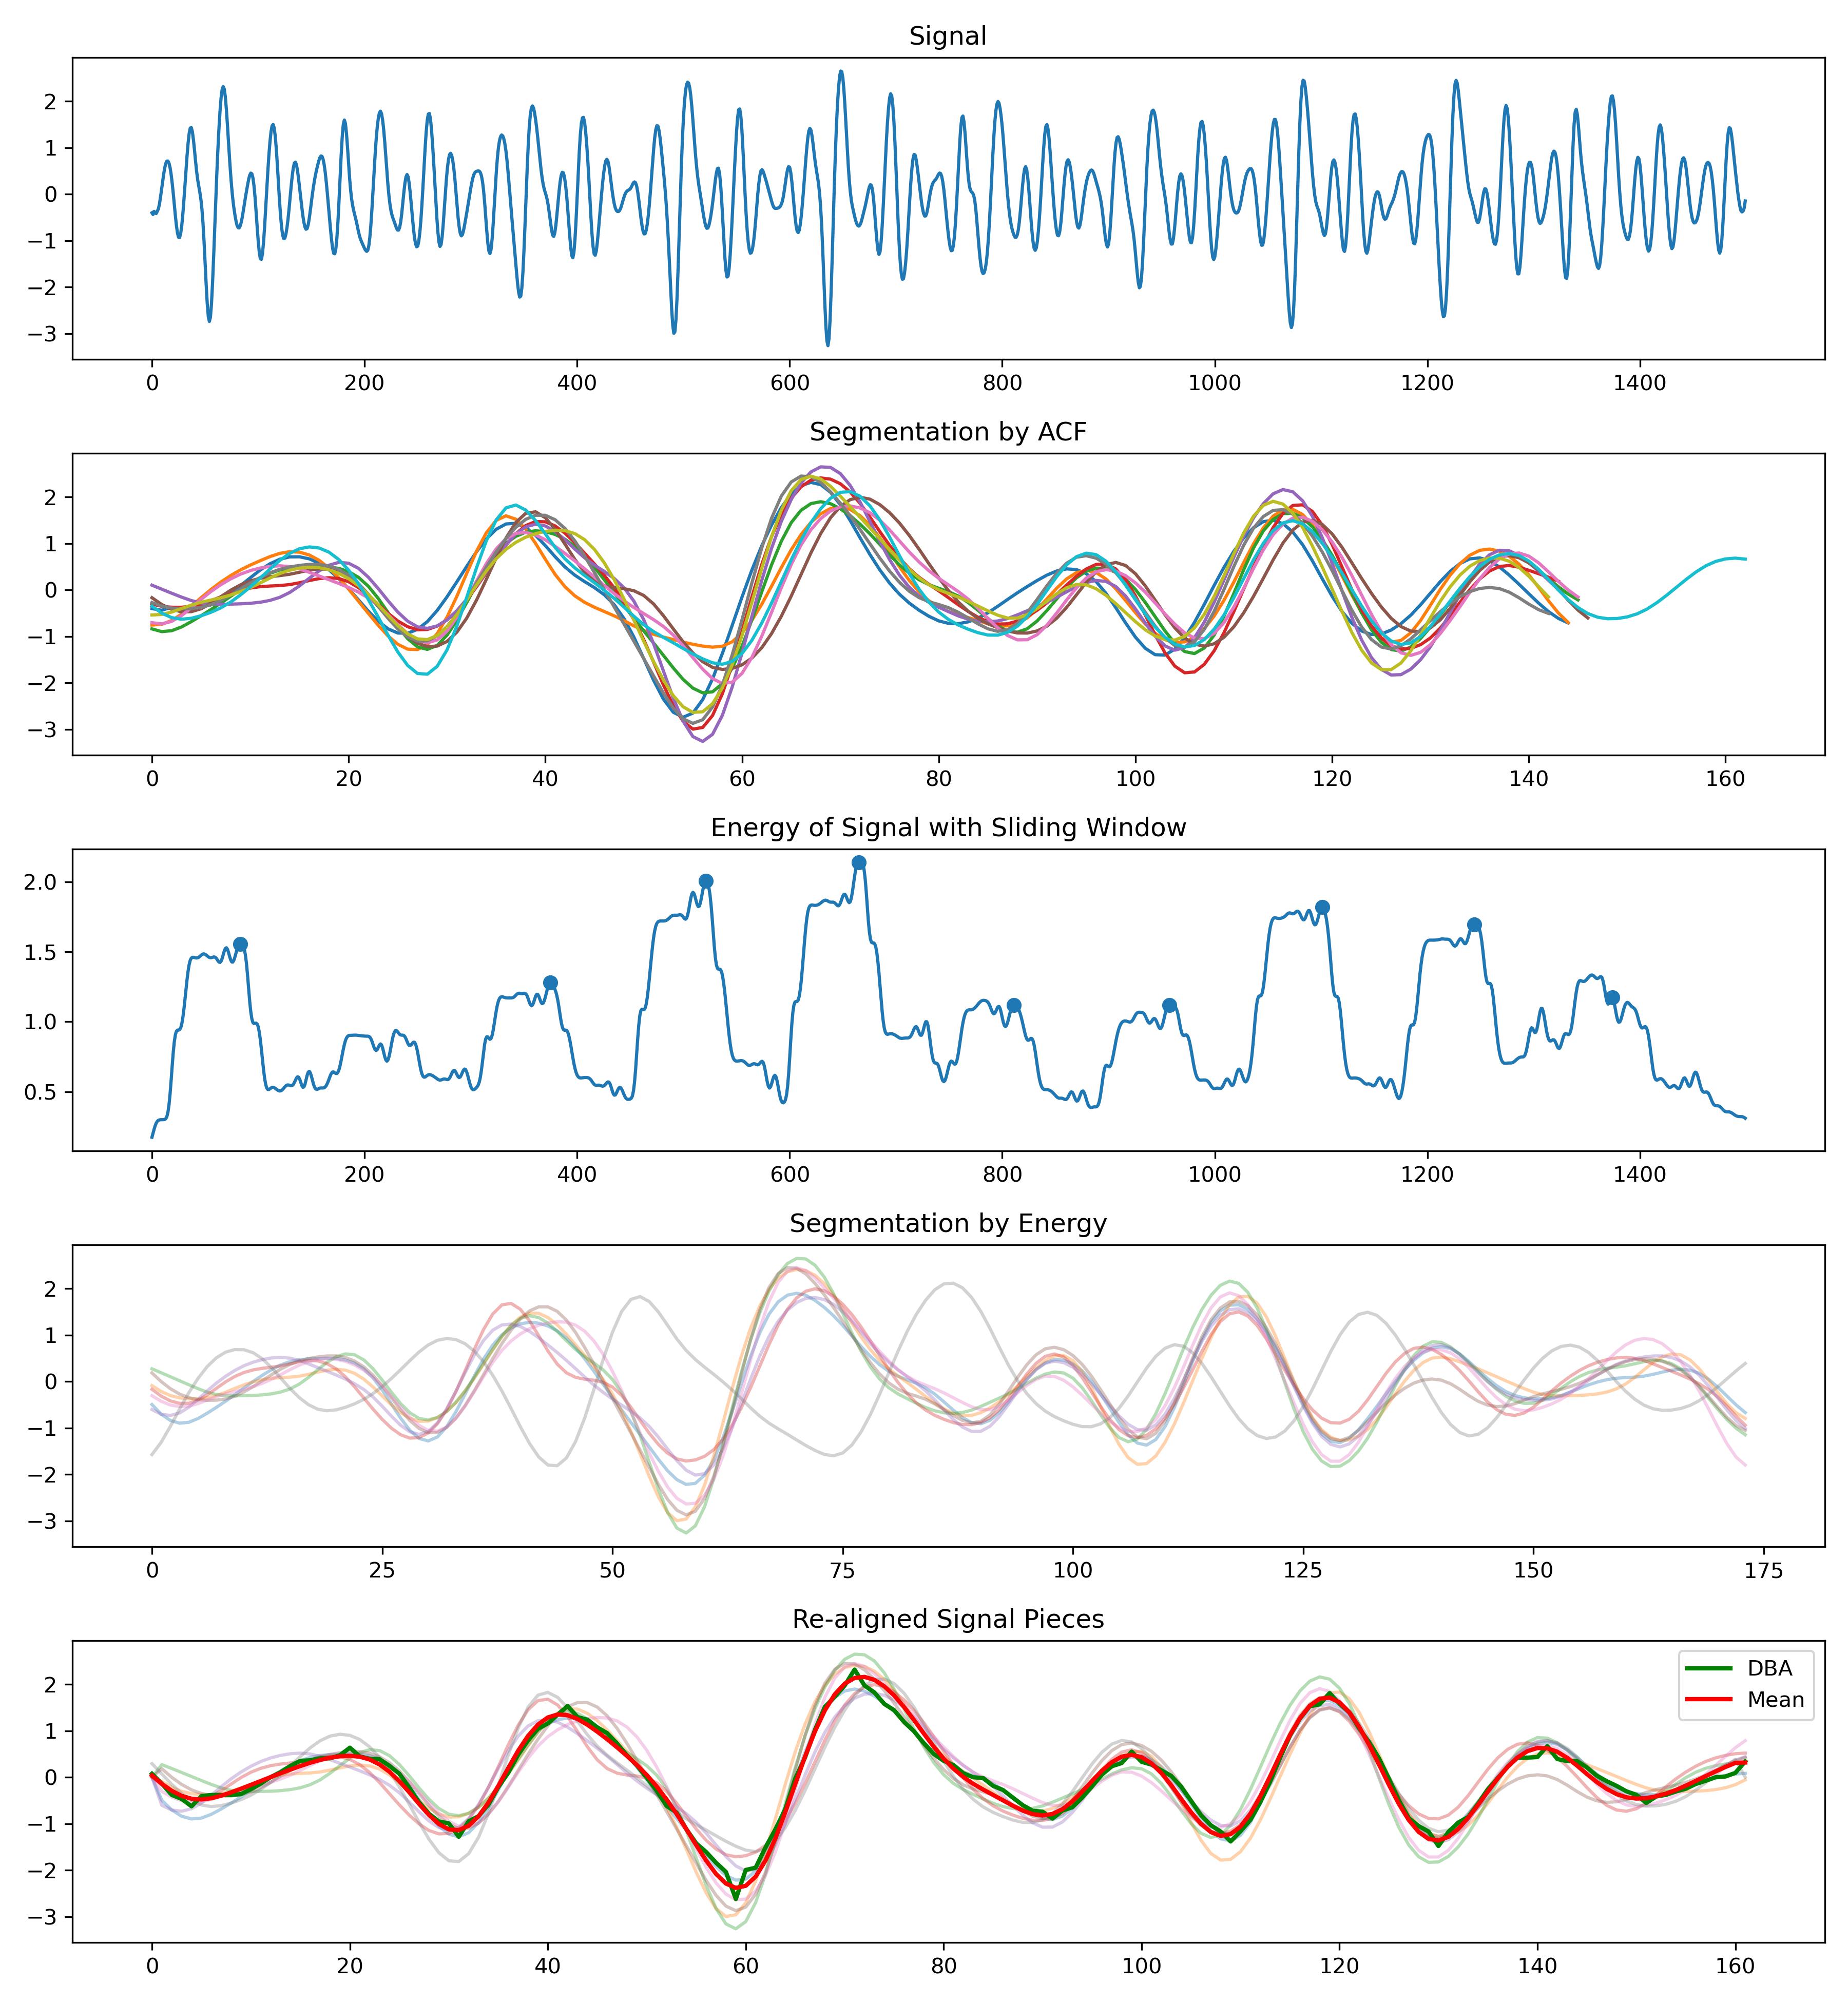 Signal
2
1
0
−1
−2
−3
0 200 400 600 800 1000 1200 1400
Segmentation by ACF
2
1
0
−1
−2
−3
0 20 40 60 80 100 120 140 160
Energy of Signal with Sliding Window
2.0
1.5
1.0
0.5
0 200 400 600 800 1000 1200 1400
Segmentation by Energy
2
1
0
−1
−2
−3
0 25 50 75 100 125 150 175
Re-aligned Signal Pieces
DBA
Mean
2
1
0
−1
−2
−3
0 20 40 60 80 100 120 140 160